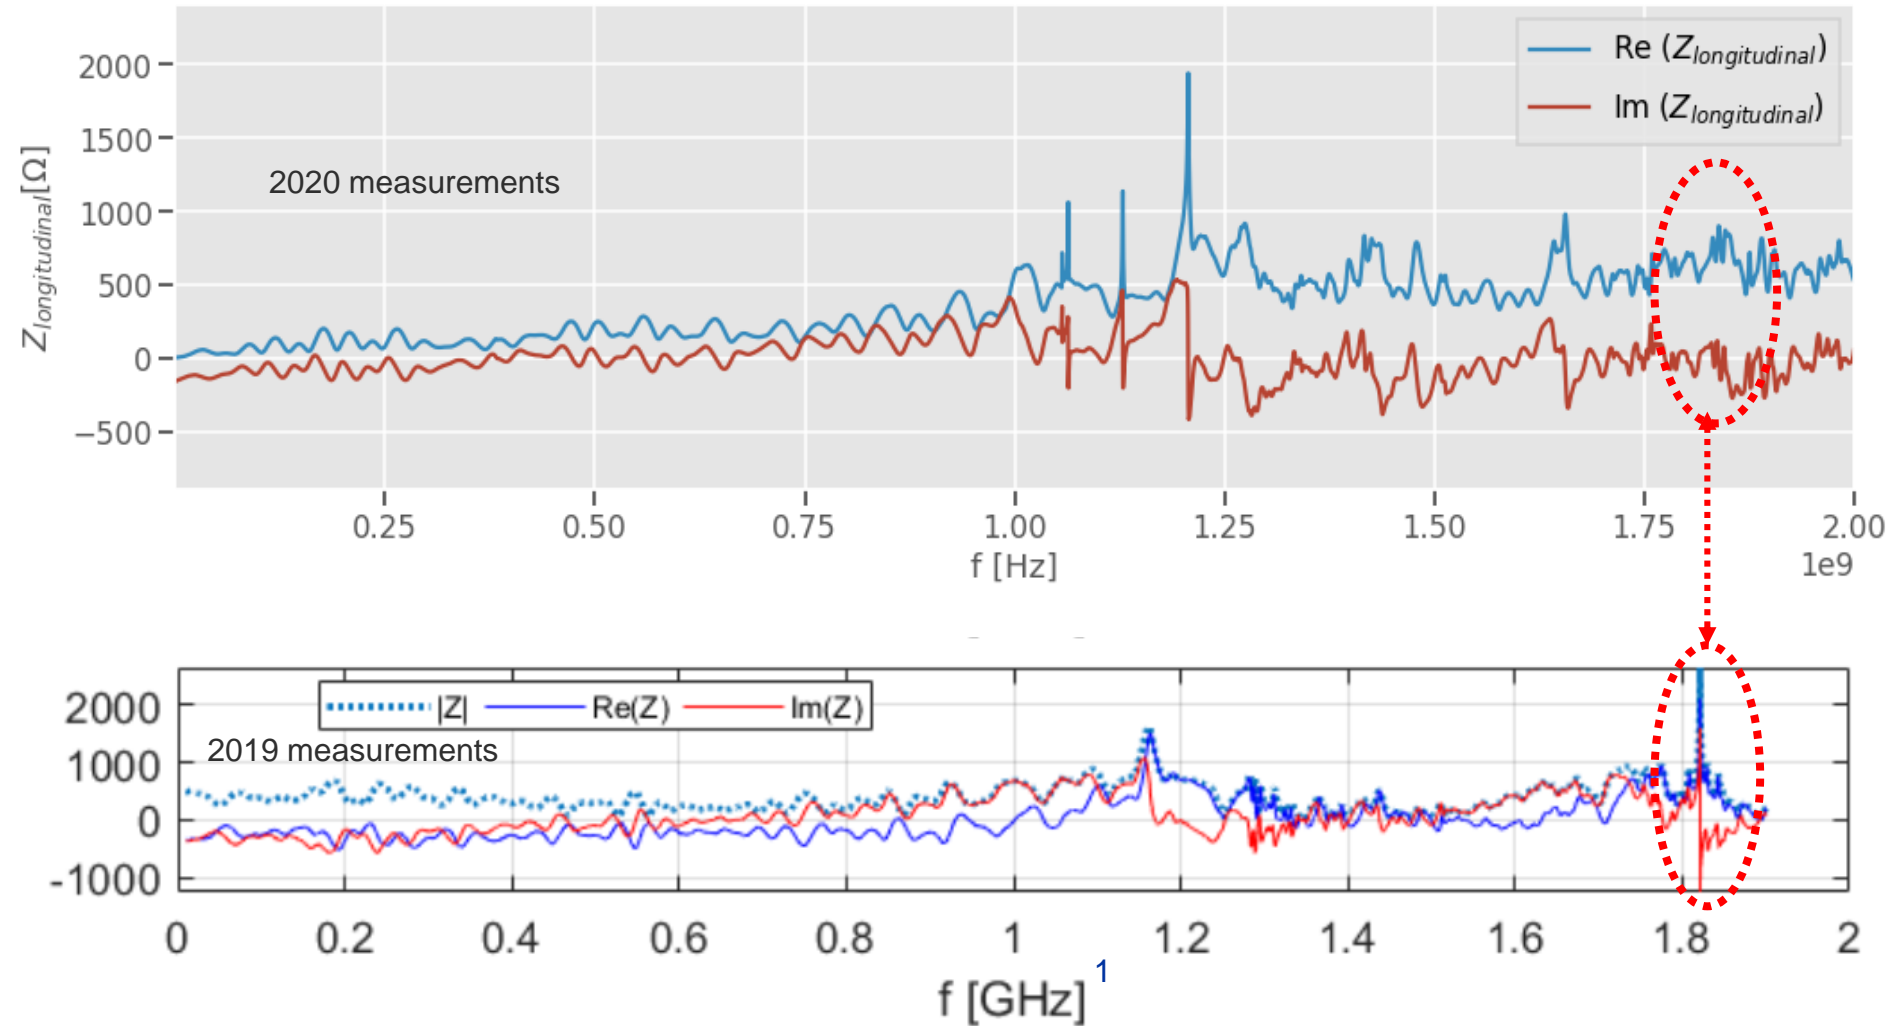 2000
1500
1000
500
0
−500
Z longitudinal [Ω]
Re (Z longitudinal)
Im (Z longitudinal)
2020 measurements
0.25 0.50 0.75 1.00 1.25 1.50 1.75 2.00
f [Hz]
1e9
2000
1000
0
-1000
|Z| Re(Z) Im(Z)
2019 measurements
0 0.2 0.4 0.6 0.8 1 1.2 1.4 1.6 1.8 2
f [GHz]
1